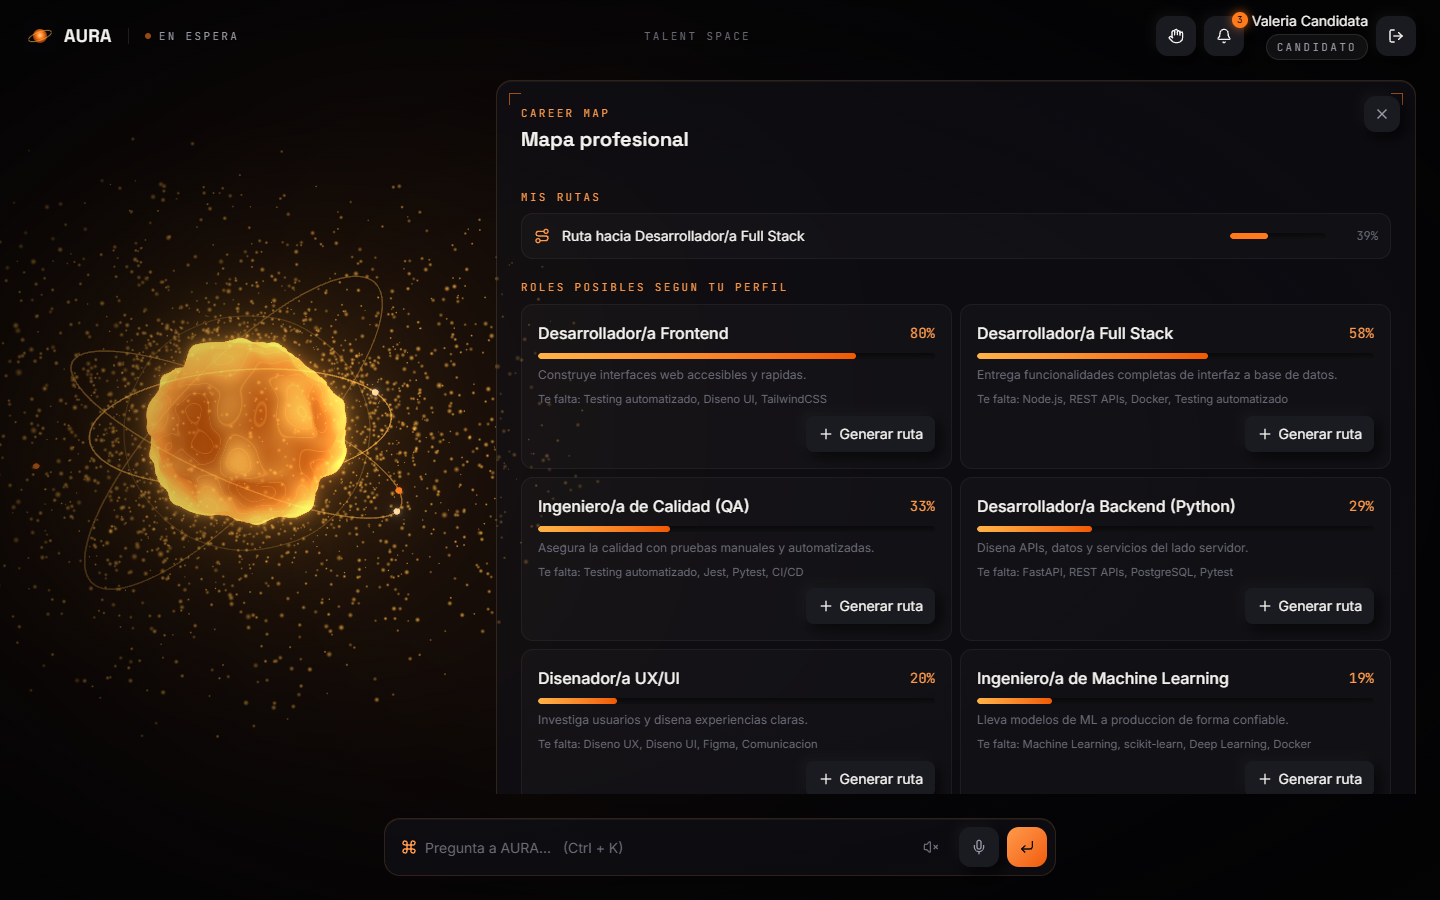 AURA
EN ESPERA
TALENT SPACE
3
Valeria Candidata
CANDIDATO
CAREER MAP
Mapa profesional
MIS RUTAS
Ruta hacia Desarrollador/a Full Stack 39%
ROLES POSIBLES SEGUN TU PERFIL
Desarrollador/a Frontend 80%
Construye interfaces web accesibles y rapidas.
Te falta: Testing automatizado, Diseno UI, TailwindCSS
Generar ruta
Desarrollador/a Full Stack 58%
Entrega funcionalidades completas de interfaz a base de datos.
Te falta: Node.js, REST APIs, Docker, Testing automatizado
Generar ruta
Ingeniero/a de Calidad (QA) 33%
Asegura la calidad con pruebas manuales y automatizadas.
Te falta: Testing automatizado, Jest, Pytest, CI/CD
Generar ruta
Desarrollador/a Backend (Python) 29%
Disena APIs, datos y servicios del lado servidor.
Te falta: FastAPI, REST APIs, PostgreSQL, Pytest
Generar ruta
Disenador/a UX/UI 20%
Investiga usuarios y disena experiencias claras.
Te falta: Diseno UX, Diseno UI, Figma, Comunicacion
Generar ruta
Ingeniero/a de Machine Learning 19%
Lleva modelos de ML a produccion de forma confiable.
Te falta: Machine Learning, scikit-learn, Deep Learning, Docker
Generar ruta
Pregunta a AURA... (Ctrl + K)